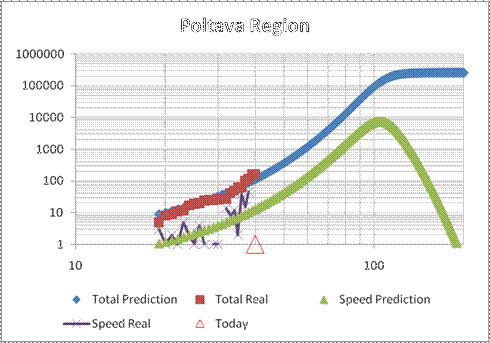 Poltava Region
1000000
100000
10000
1000
100
10
1
10 100
Total Prediction Total Real Speed Prediction
Speed Real Today